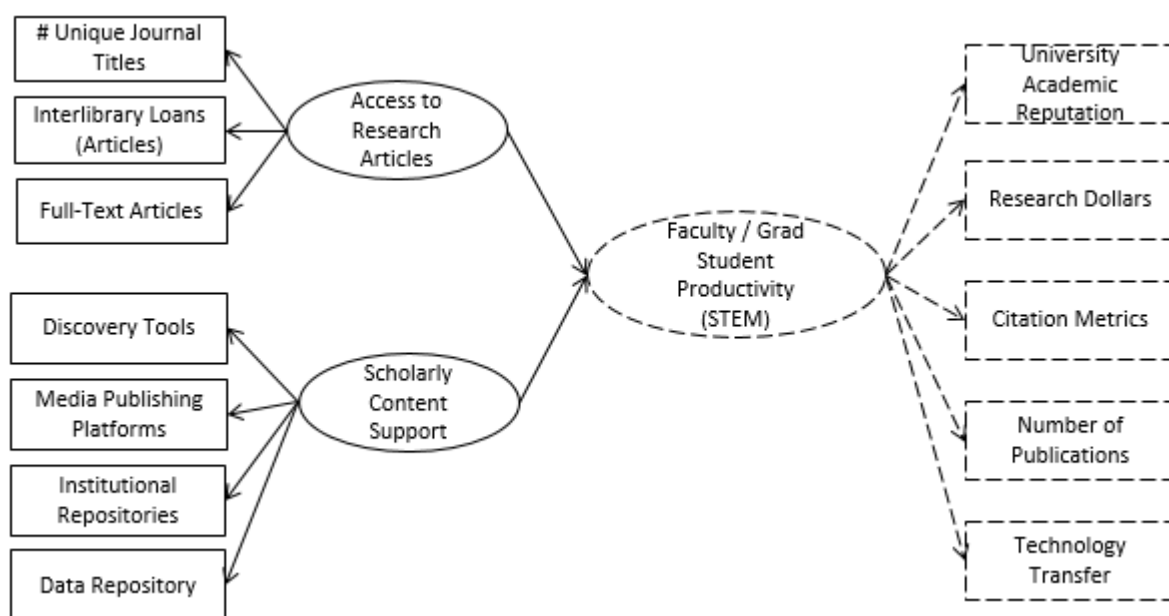 # Unique Journal
Titles
Interlibrary Loans
(Articles)
Full-Text Articles
Discovery Tools
Media Publishing
Platforms
Institutional
Repositories
Data Repository
Access to
Research
Articles
Scholarly
Content
Support
Faculty / Grad
Student
Productivity
(STEM)
University
Academic
Reputation
Research Dollars
Citation Metrics
Number of
Publications
Technology
Transfer